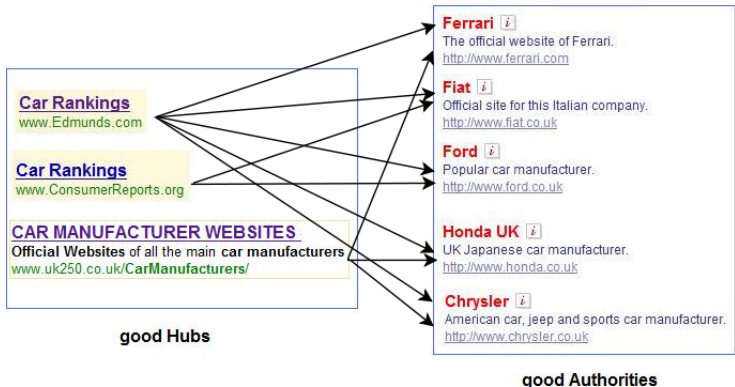 Car Rankings
www.Edmunds.com
Car Rankings
www.ConsumerReports.org
CAR MANUFACTURER WEBSITES
Official Websites of all the main car manufacturers
www.uk250.co.uk/CarManufacturers/
good Hubs
Ferrari i
The official website of Ferrari.
http://www.ferrari.com
Fiat i
Official site for this Italian company.
http://www.fiat.co.uk
Ford i
Popular car manufacturer.
http://www.ford.co.uk
Honda UK i
UK Japanese car manufacturer.
http://www.honda.co.uk
Chrysler i
American car, jeep and sports car manufacturer.
http://www.chrysler.co.uk
good Authorities